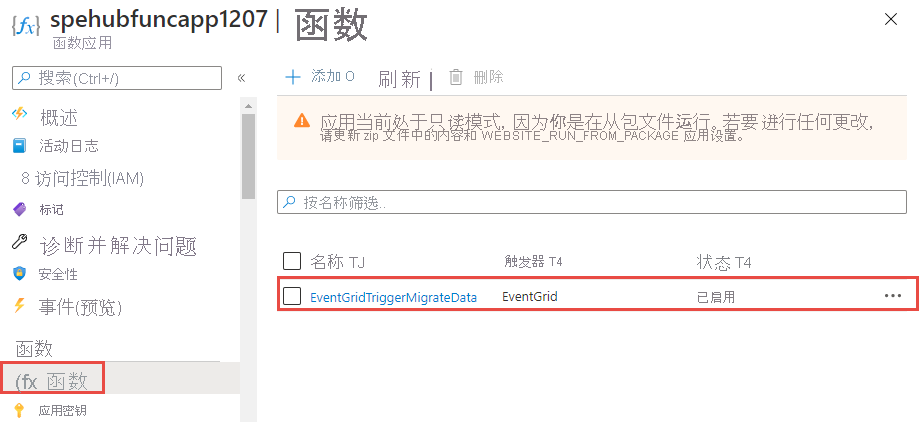 spehubfuncapp1207 | 函数
函数应用
搜索(Ctrl+/)
«
概述
活动日志
8 访问控制(IAM)
标记
诊断并解决问题
安全性
事件(预览)
函数
(fx 函数
应用密钥
添加 O 刷新 | 删除
应用当前处于只读模式, 因为你是在从包文件运行。若要 进行任何更改,
请更新 zip 文件中的内容和 WEBSITE_RUN_FROM_PACKAGE 应用设置。
按名称筛选..
名称 TJ 触发器 T4 状态 T4
EventGridTriggerMigrateData EventGrid 已启用 ···